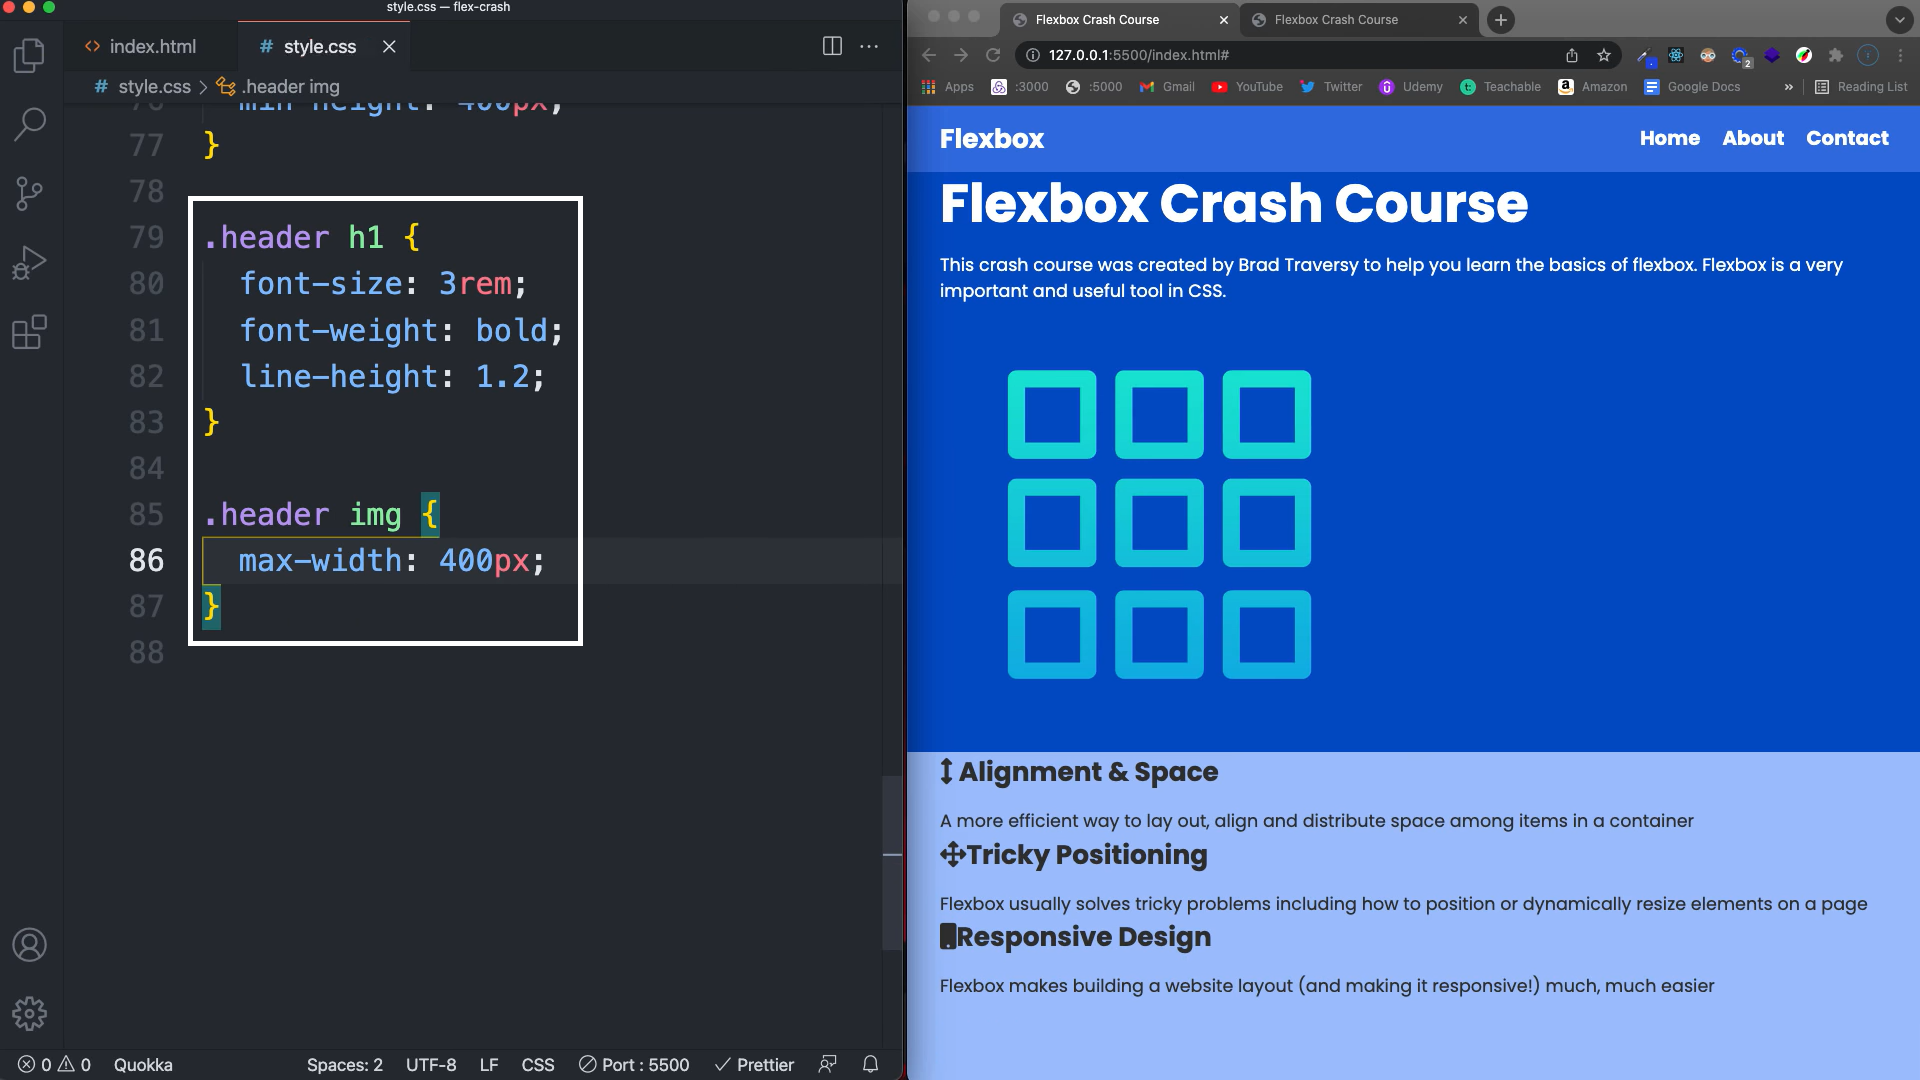 style.css — flex-crash
index.html
style.css
style.css > .header img
76 min-height: 400px;
77 }
78
79 .header h1 {
80 font-size: 3rem;
81 font-weight: bold;
82 line-height: 1.2;
83 }
84
85 .header img {
86 max-width: 400px;
87 }
88
0 0 Quokka Spaces: 2 UTF-8 LF CSS Port : 5500 Prettier
Flexbox Crash Course
Flexbox Crash Course
127.0.0.1:5500/index.html#
2
Apps :3000 :5000 Gmail YouTube Twitter Udemy Teachable Amazon Google Docs » Reading List
Flexbox Home About Contact
Flexbox Crash Course
This crash course was created by Brad Traversy to help you learn the basics of flexbox. Flexbox is a very
important and useful tool in CSS.
Alignment & Space
A more efficient way to lay out, align and distribute space among items in a container
Tricky Positioning
Flexbox usually solves tricky problems including how to position or dynamically resize elements on a page
Responsive Design
Flexbox makes building a website layout (and making it responsive!) much, much easier